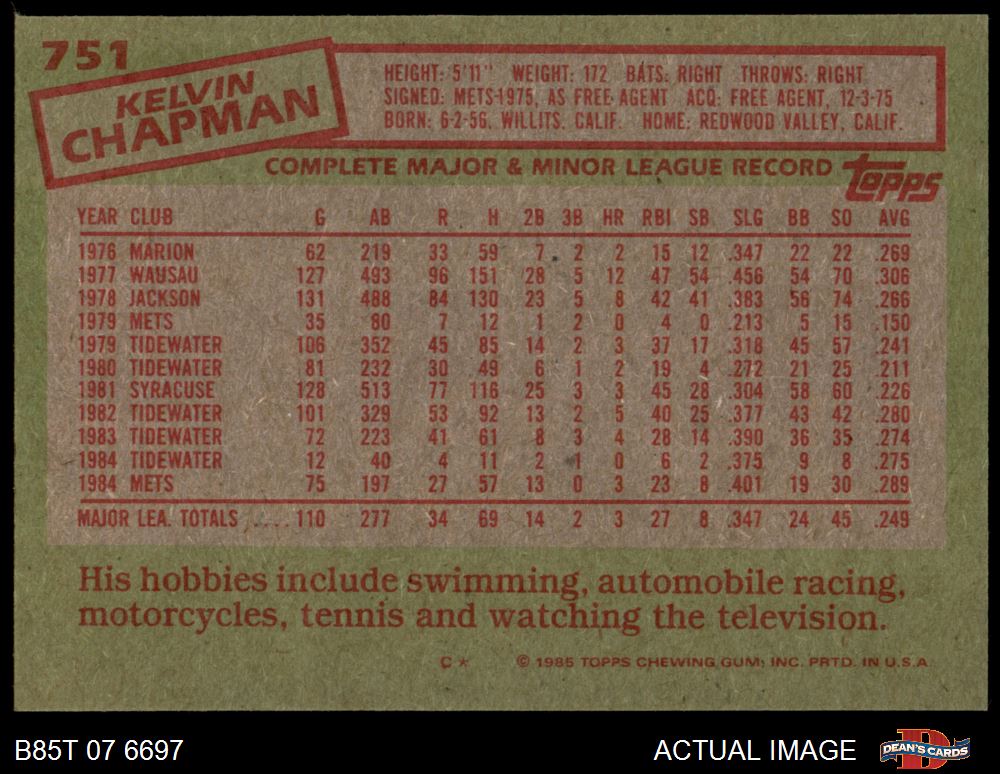 751
KELVIN
CHAPMAN
HEIGHT: 5'11" WEIGHT: 172 BATS: RIGHT THROWS: RIGHT
SIGNED: METS-1975, AS FREE AGENT ACQ: FREE AGENT, 12-3-75
BORN: 6-2-56, WILLITS, CALIF. HOME: REDWOOD VALLEY, CALIF.
COMPLETE MAJOR & MINOR LEAGUE RECORD topps
YEAR CLUB G AB R H 2B 3B HR RBI SB SLG BB SO AVG
1976 MARION 62 219 33 59 7 2 2 15 12 .347 22 22 .269
1977 WAUSAU 127 493 96 151 28 5 12 47 54 .456 54 70 .306
1978 JACKSON 131 488 84 130 23 5 8 42 41 .383 56 74 .266
1979 METS 35 80 7 12 1 2 0 4 0 .213 5 15 .150
1979 TIDEWATER 106 352 45 85 14 2 3 37 17 .318 45 57 .241
1980 TIDEWATER 81 232 30 49 6 1 2 19 4 .272 21 25 .211
1981 SYRACUSE 128 513 77 116 25 3 3 45 28 .304 58 60 .226
1982 TIDEWATER 101 329 53 92 13 2 5 40 25 .377 43 42 .280
1983 TIDEWATER 72 223 41 61 8 3 4 28 14 .390 36 35 .274
1984 TIDEWATER 12 40 4 11 2 1 0 6 2 .375 9 8 .275
1984 METS 75 197 27 57 13 0 3 23 8 .401 19 30 .289
MAJOR LEA. TOTALS ..... 110 277 34 69 14 2 3 27 8 .347 24 45 .249
His hobbies include swimming, automobile racing,
motorcycles, tennis and watching the television.
C* © 1985 TOPPS CHEWING GUM, INC. PRTD. IN U.S.A.
B85T 07 6697 ACTUAL IMAGE DEAN'S CARDS